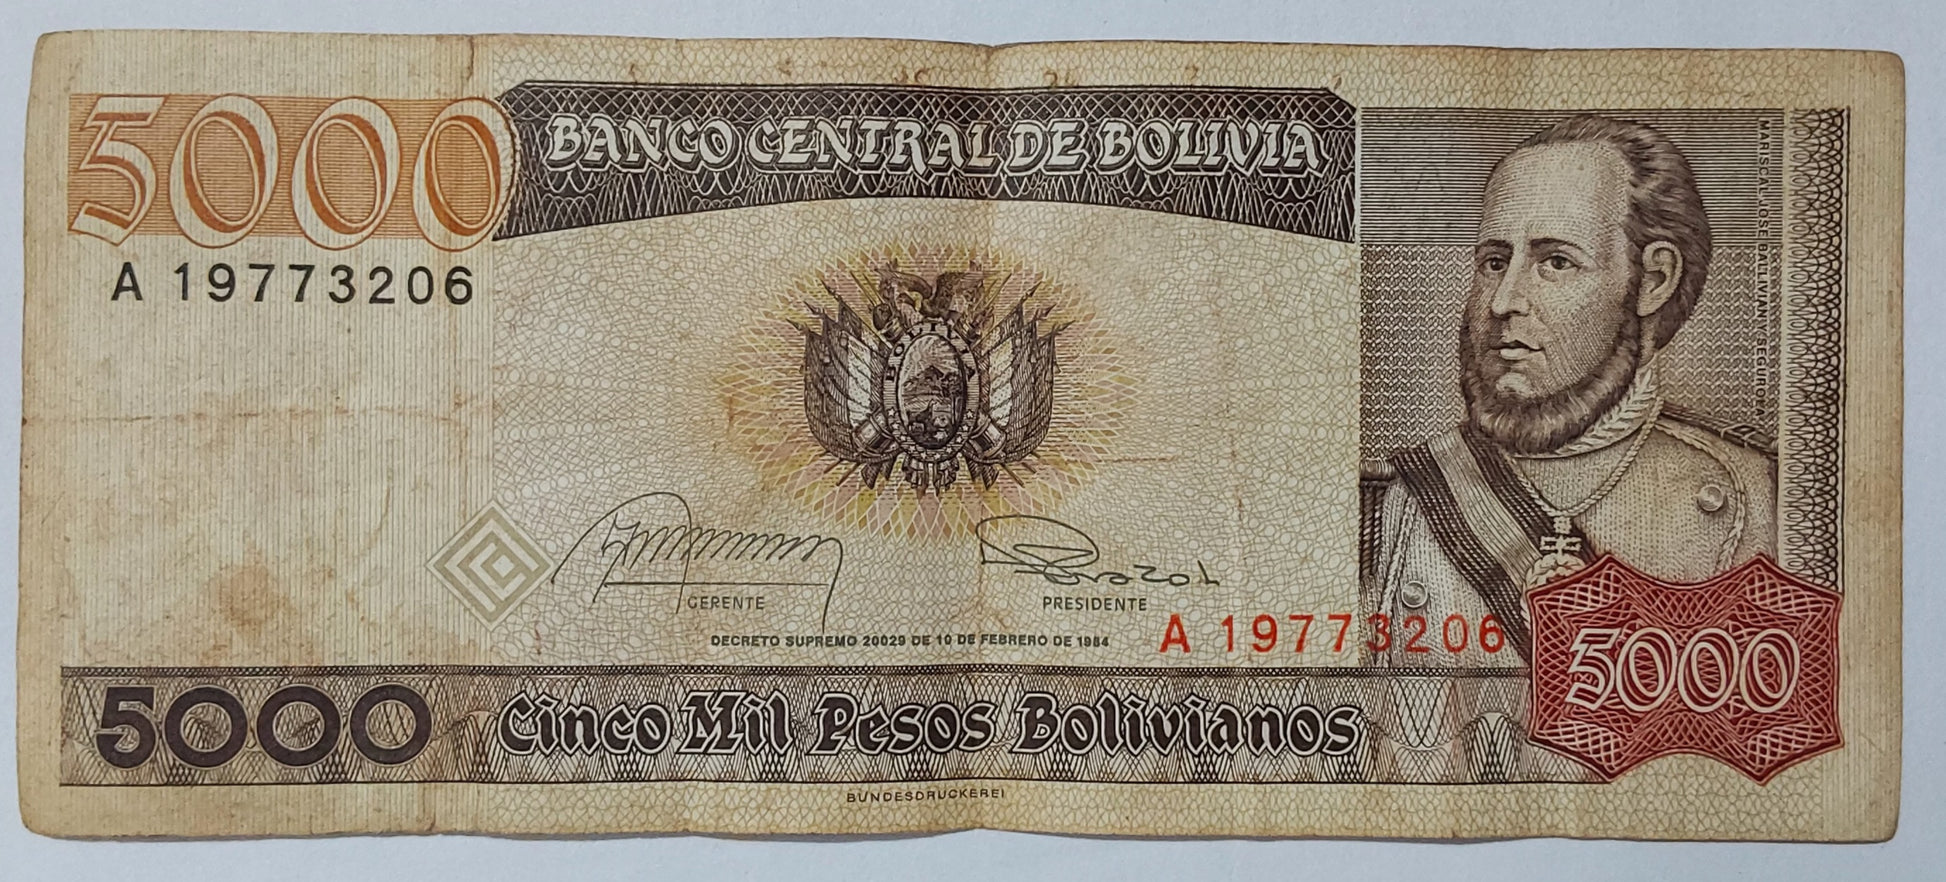 5000
BANCO CENTRAL DE BOLIVIA
MARISCAL JOSE BALLIVIAN Y SEGUROLA
A 19773206
BOLIVIA
GERENTE
PRESIDENTE
DECRETO SUPREMO 20029 DE 10 DE FEBRERO DE 1984
A 19773206
5000
5000
Cinco Mil Pesos Bolivianos
BUNDESDRUCKEREI